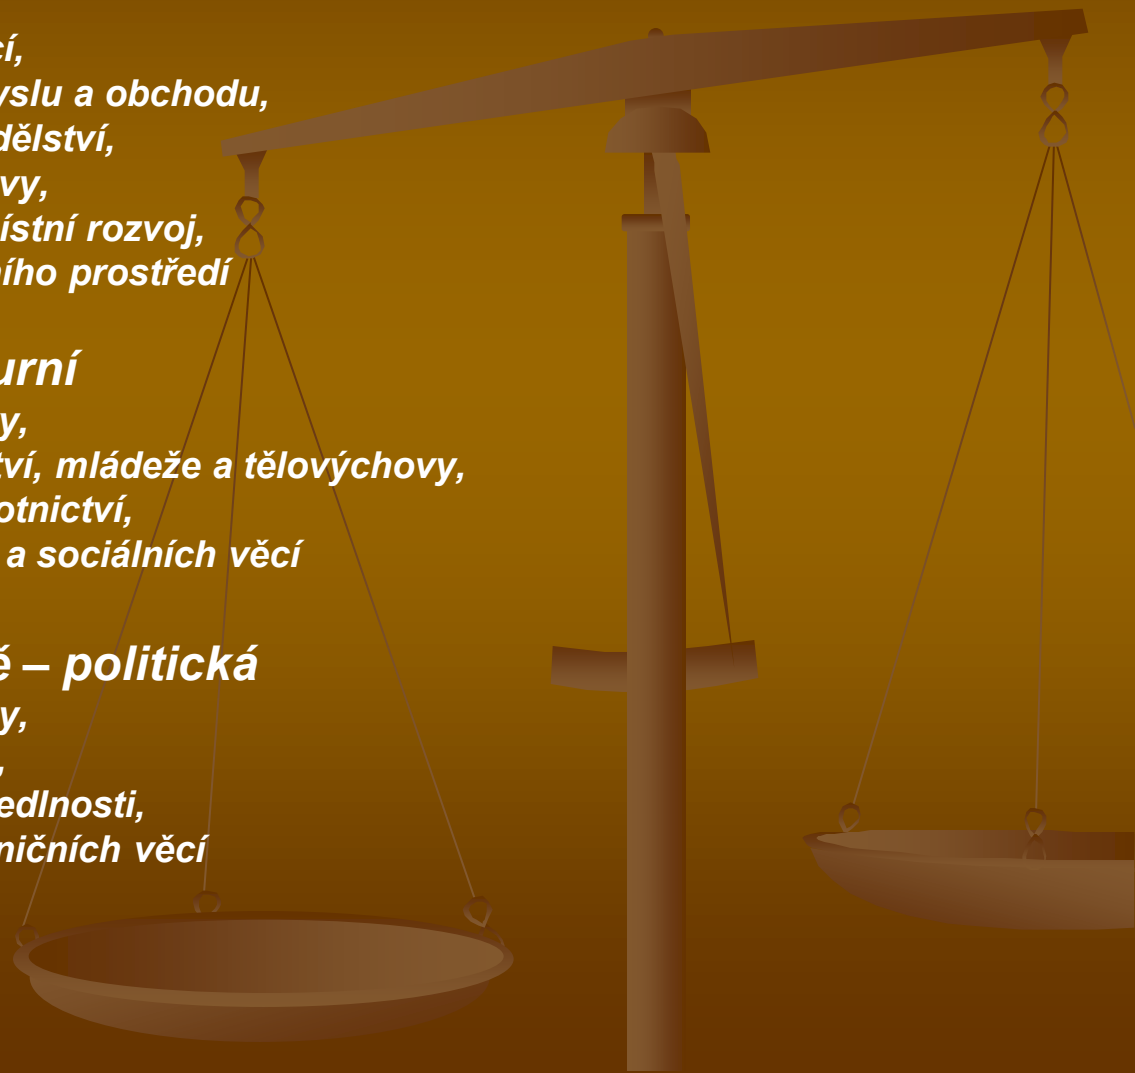 cí,
yslu a obchodu,
dělství,
vy,
ístní rozvoj,
ního prostředí
urní
y,
tví, mládeže a tělovýchovy,
otnictví,
a sociálních věcí
ě – politická
y,
,
edlnosti,
ničních věcí